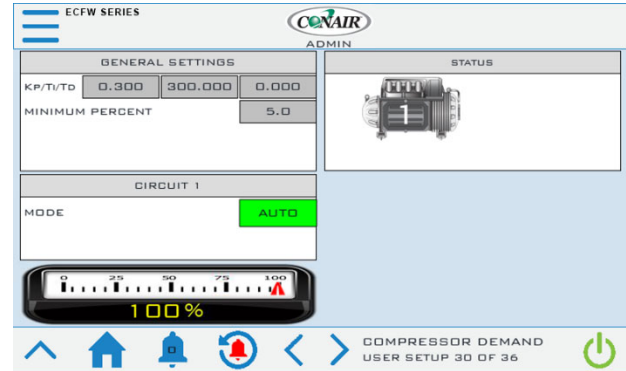 ECFW SERIES
CONAIR
ADMIN
GENERAL SETTINGS
KP/TI/TD 0.300 300.000 0.000
MINIMUM PERCENT 5.0
STATUS
1
CIRCUIT 1
MODE AUTO
0 25 50 75 100
100%
0
COMPRESSOR DEMAND
USER SETUP 30 OF 36